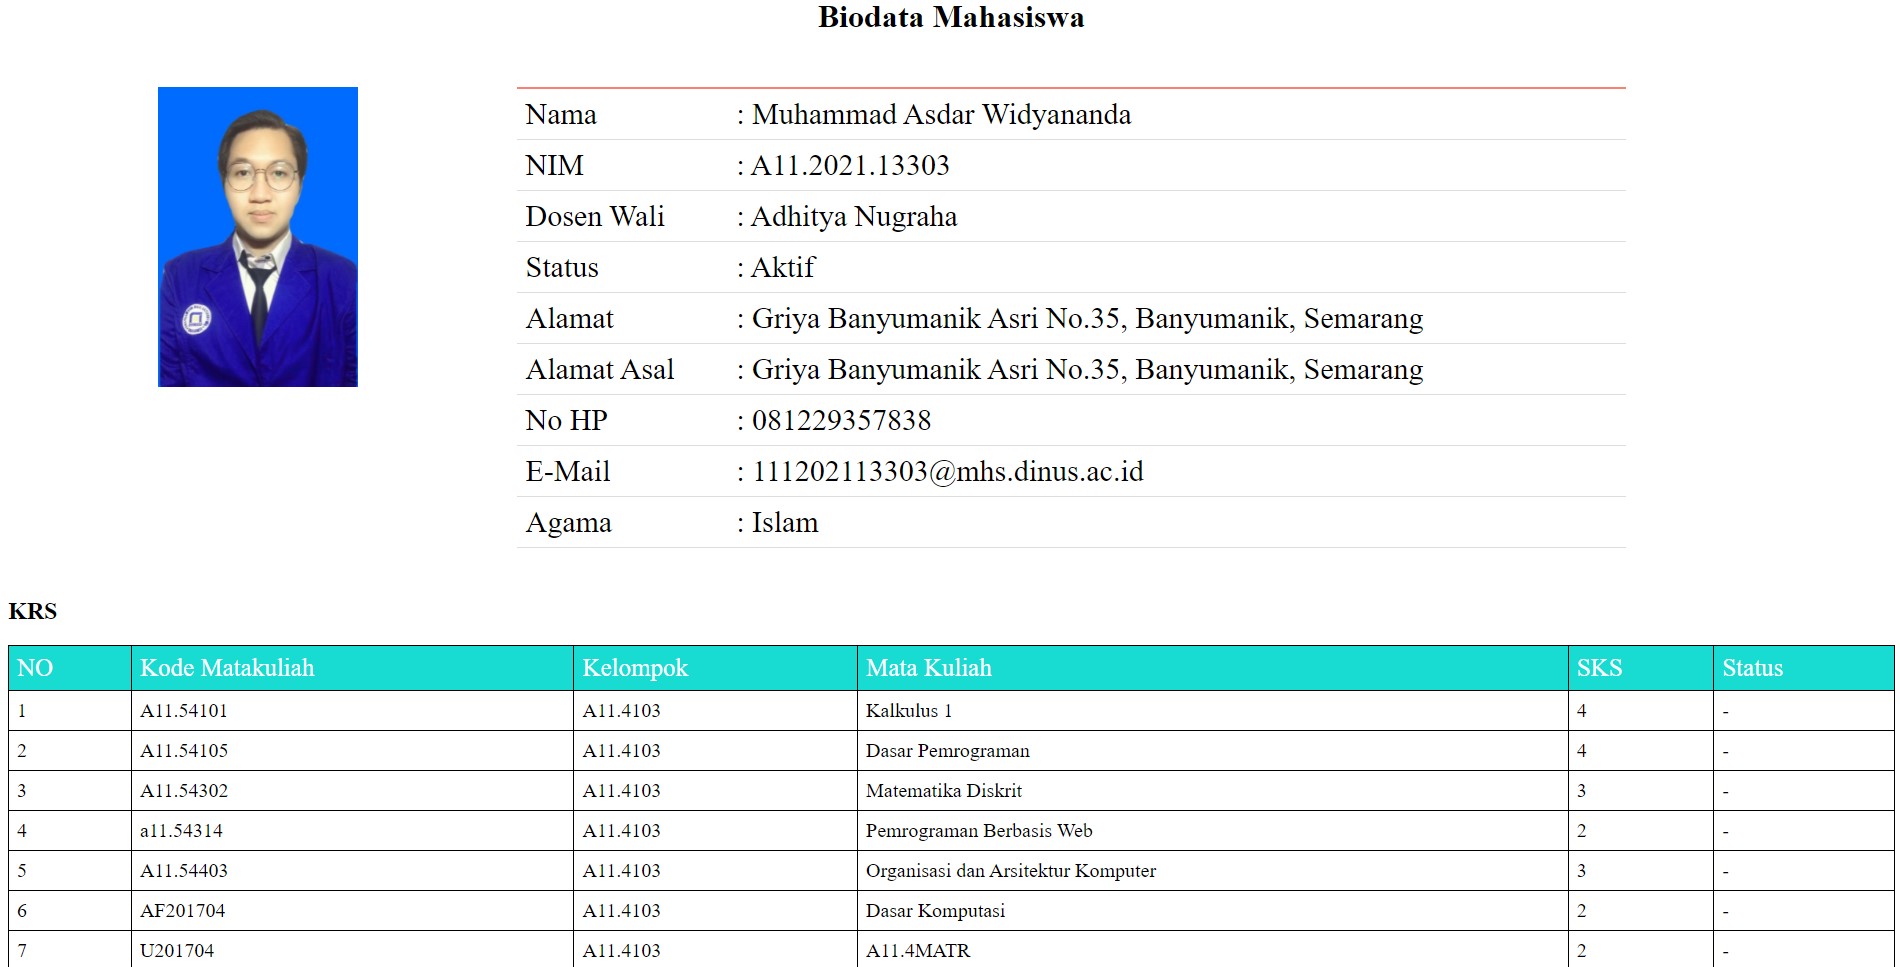 Biodata Mahasiswa
Nama : Muhammad Asdar Widyananda
NIM : A11.2021.13303
Dosen Wali : Adhitya Nugraha
Status : Aktif
Alamat : Griya Banyumanik Asri No.35, Banyumanik, Semarang
Alamat Asal : Griya Banyumanik Asri No.35, Banyumanik, Semarang
No HP : 081229357838
E-Mail : 111202113303@mhs.dinus.ac.id
Agama : Islam
KRS
NO Kode Matakuliah Kelompok Mata Kuliah SKS Status
1 A11.54101 A11.4103 Kalkulus 1 4 -
2 A11.54105 A11.4103 Dasar Pemrograman 4 -
3 A11.54302 A11.4103 Matematika Diskrit 3 -
4 a11.54314 A11.4103 Pemrograman Berbasis Web 2 -
5 A11.54403 A11.4103 Organisasi dan Arsitektur Komputer 3 -
6 AF201704 A11.4103 Dasar Komputasi 2 -
7 U201704 A11.4103 A11.4MATR 2 -